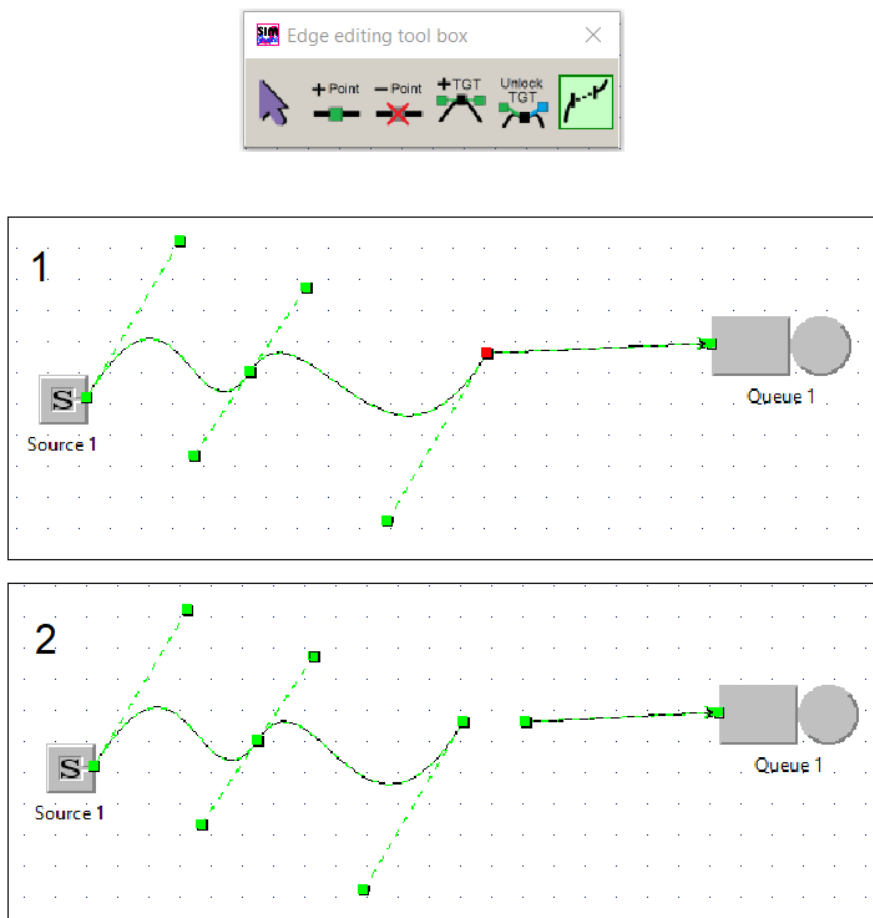 SIM
Edge editing tool box
+ Point
− Point
+TGT
Unlock
TGT
1
S
Source 1
Queue 1
2
S
Source 1
Queue 1